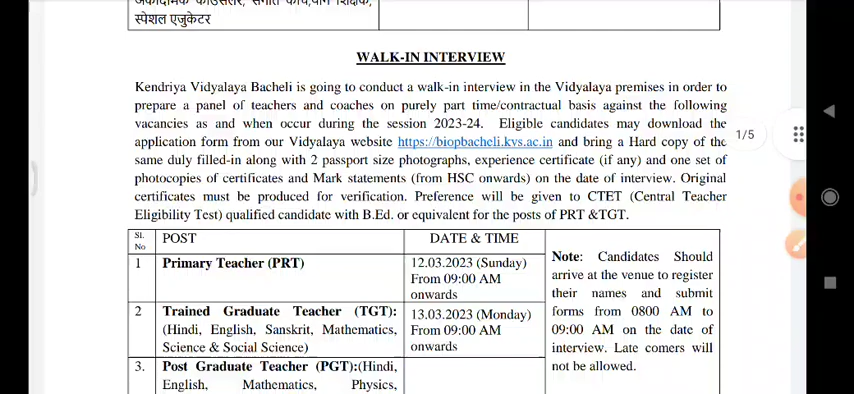 स्पेशल एजुकेटर
WALK-IN INTERVIEW
Kendriya Vidyalaya Bacheli is going to conduct a walk-in interview in the Vidyalaya premises in order to
prepare a panel of teachers and coaches on purely part time/contractual basis against the following
vacancies as and when occur during the session 2023-24. Eligible candidates may download the
application form from our Vidyalaya website https://biopbacheli.kvs.ac.in and bring a Hard copy of the
same duly filled-in along with 2 passport size photographs, experience certificate (if any) and one set of
photocopies of certificates and Mark statements (from HSC onwards) on the date of interview. Original
certificates must be produced for verification. Preference will be given to CTET (Central Teacher
Eligibility Test) qualified candidate with B.Ed. or equivalent for the posts of PRT &TGT.
1/5
Sl. No
POST
DATE & TIME
1
Primary Teacher (PRT)
12.03.2023 (Sunday)
From 09:00 AM
onwards
2
Trained Graduate Teacher (TGT):
(Hindi, English, Sanskrit, Mathematics,
Science & Social Science)
13.03.2023 (Monday)
From 09:00 AM
onwards
3.
Post Graduate Teacher (PGT):(Hindi,
English, Mathematics, Physics,
Note: Candidates Should
arrive at the venue to register
their names and submit
forms from 0800 AM to
09:00 AM on the date of
interview. Late comers will
not be allowed.